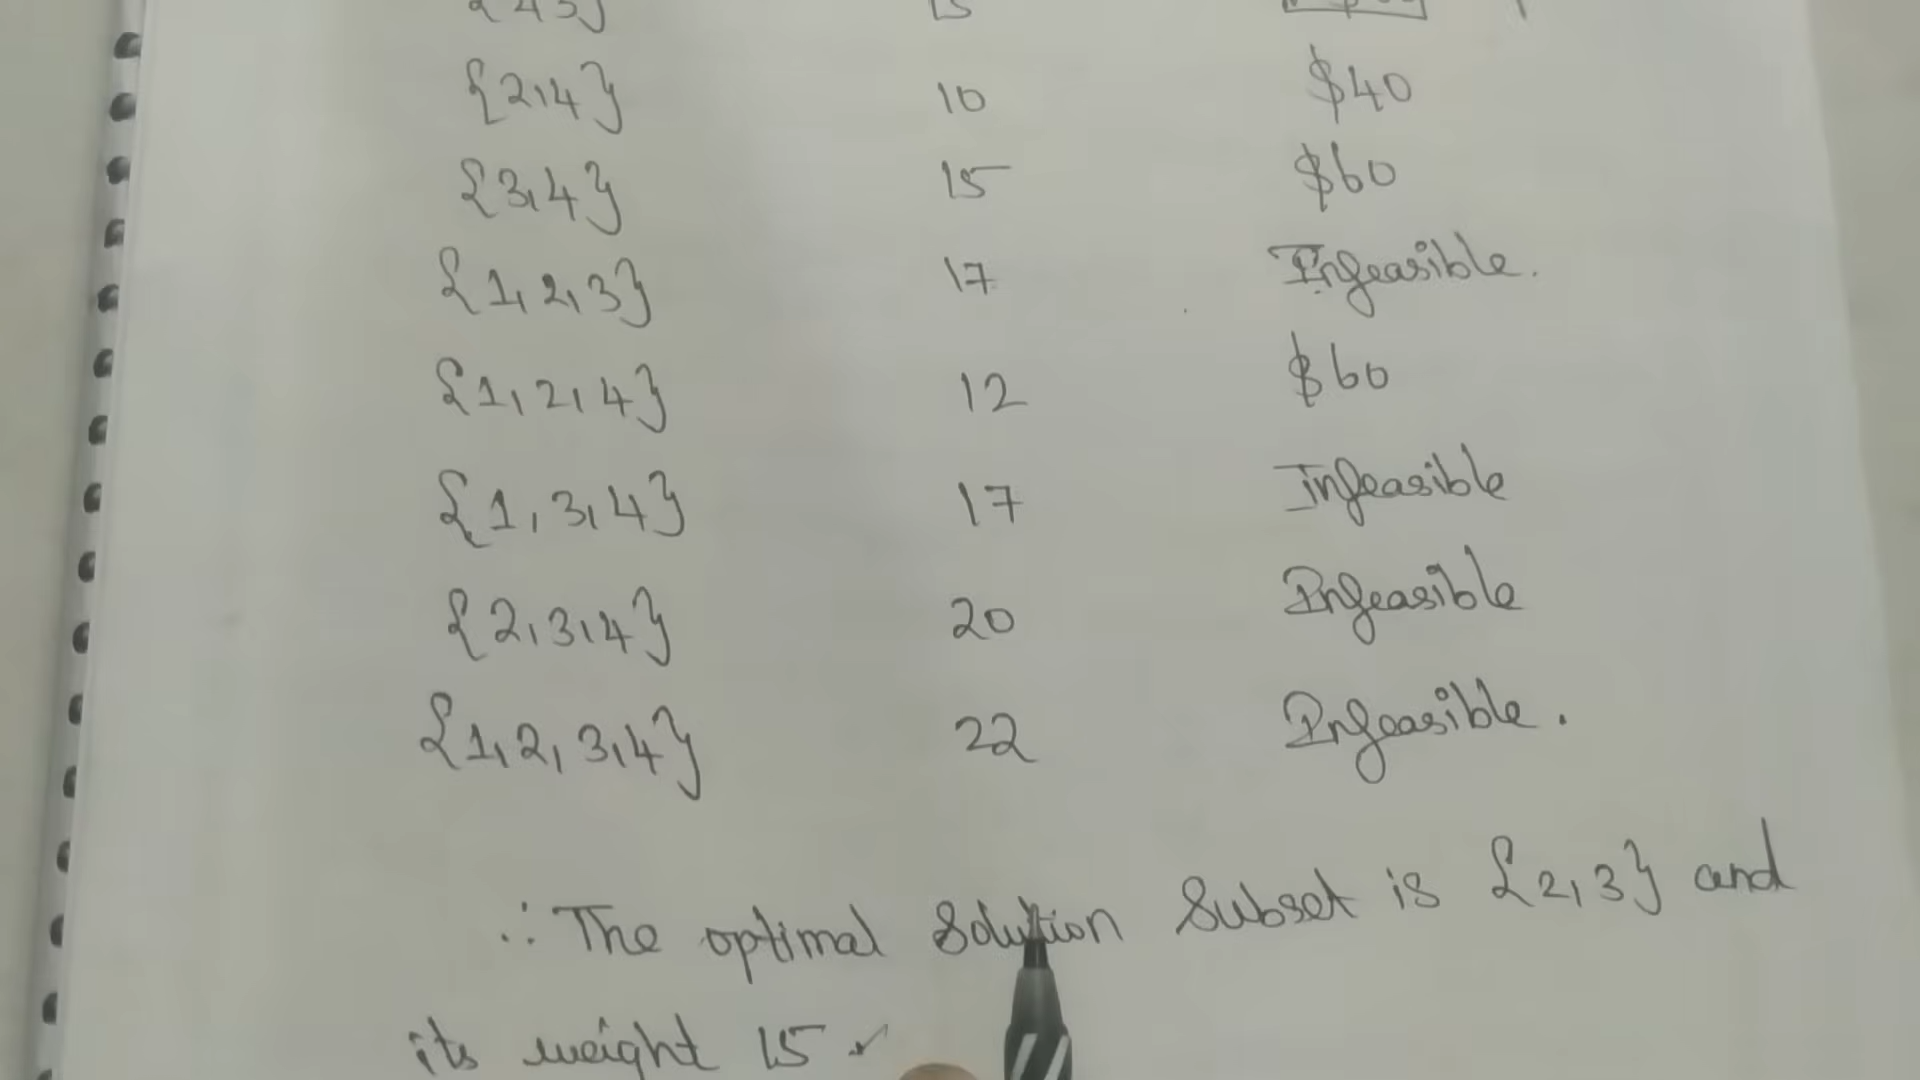 {2,4} 10 $40
{3,4} 15 $60
{1,2,3} 17 Infeasible.
{1,2,4} 12 $60
{1,3,4} 17 Infeasible
{2,3,4} 20 Infeasible
{1,2,3,4} 22 Infeasible.
∴ The optimal Solution Subset is {2,3} and
its weight 15 ✓